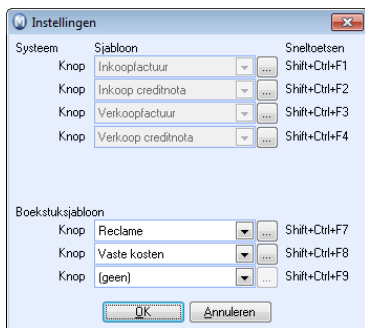 Instellingen
Systeem Sjabloon Sneltoetsen
Knop Inkoopfactuur ... Shift+Ctrl+F1
Knop Inkoop creditnota ... Shift+Ctrl+F2
Knop Verkoopfactuur ... Shift+Ctrl+F3
Knop Verkoop creditnota ... Shift+Ctrl+F4
Boekstuksjabloon
Knop Reclame ... Shift+Ctrl+F7
Knop Vaste kosten ... Shift+Ctrl+F8
Knop (geen) ... Shift+Ctrl+F9
OK Annuleren